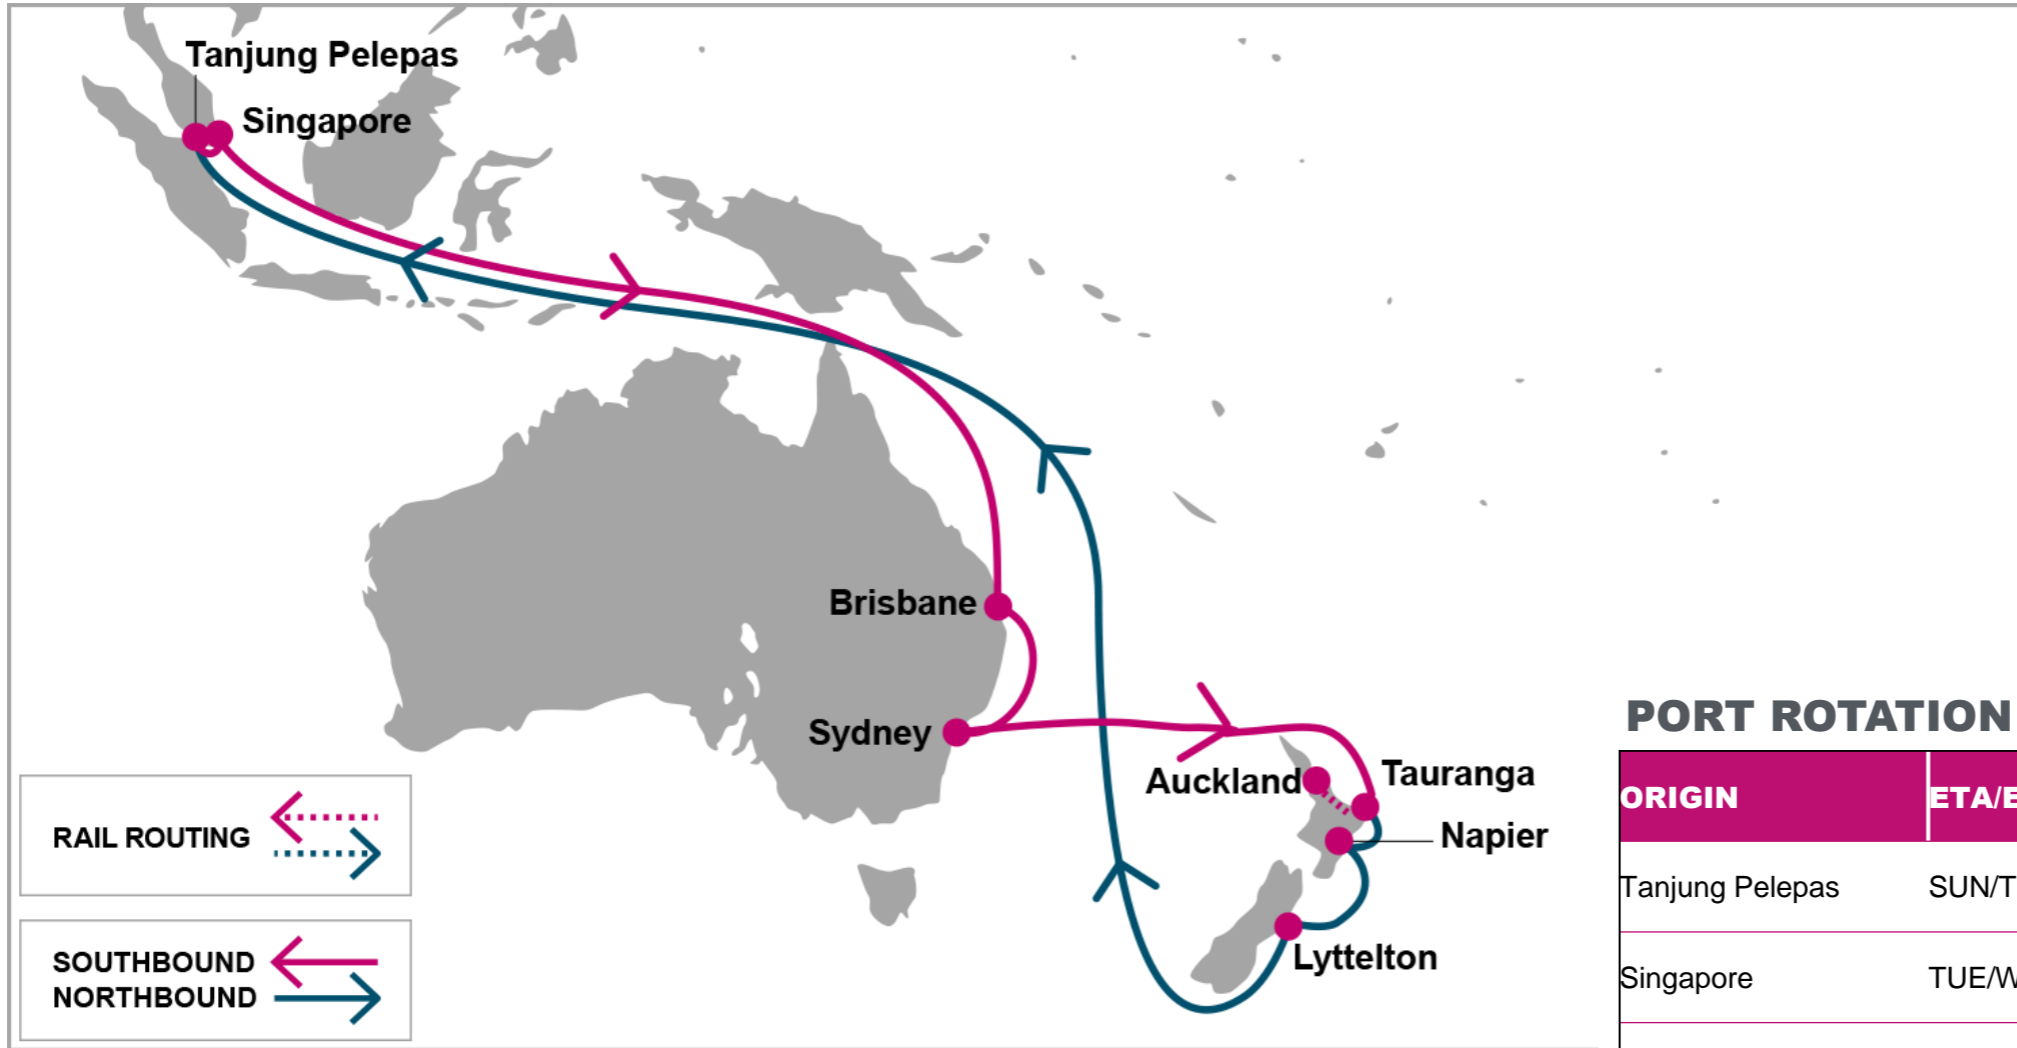 Tanjung Pelepas
Singapore
Brisbane
Sydney
Auckland
Tauranga
Napier
Lyttelton
RAIL ROUTING
SOUTHBOUND
NORTHBOUND
PORT ROTATION
ORIGIN ETA/E
Tanjung Pelepas SUN/T
Singapore TUE/W